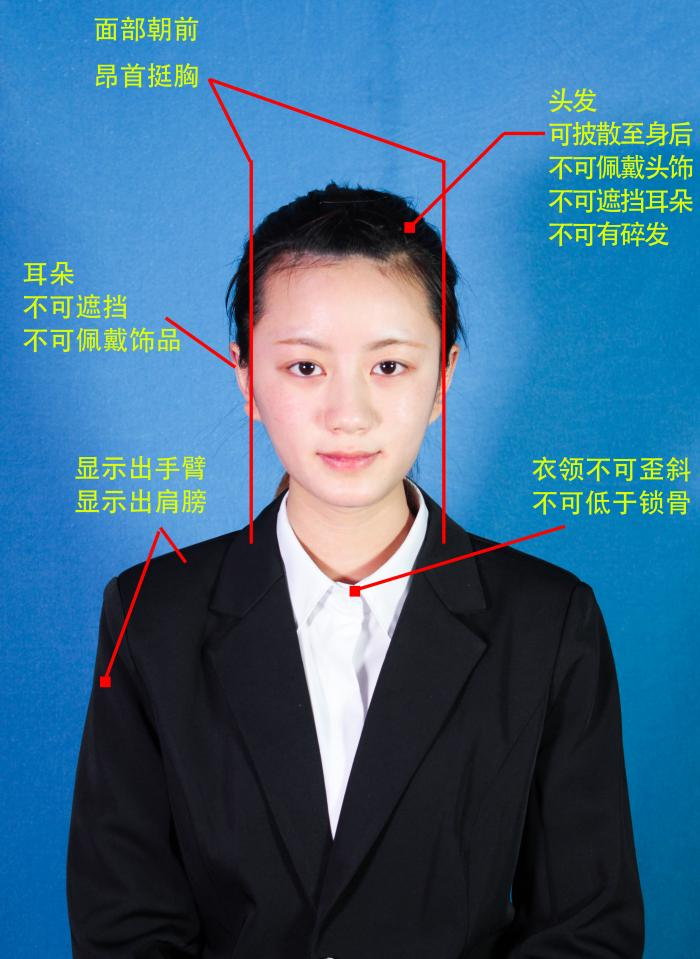 面部朝前
昂首挺胸
头发
可披散至身后
不可佩戴头饰
不可遮挡耳朵
不可有碎发
耳朵
不可遮挡
不可佩戴饰品
显示出手臂
显示出肩膀
衣领不可歪斜
不可低于锁骨